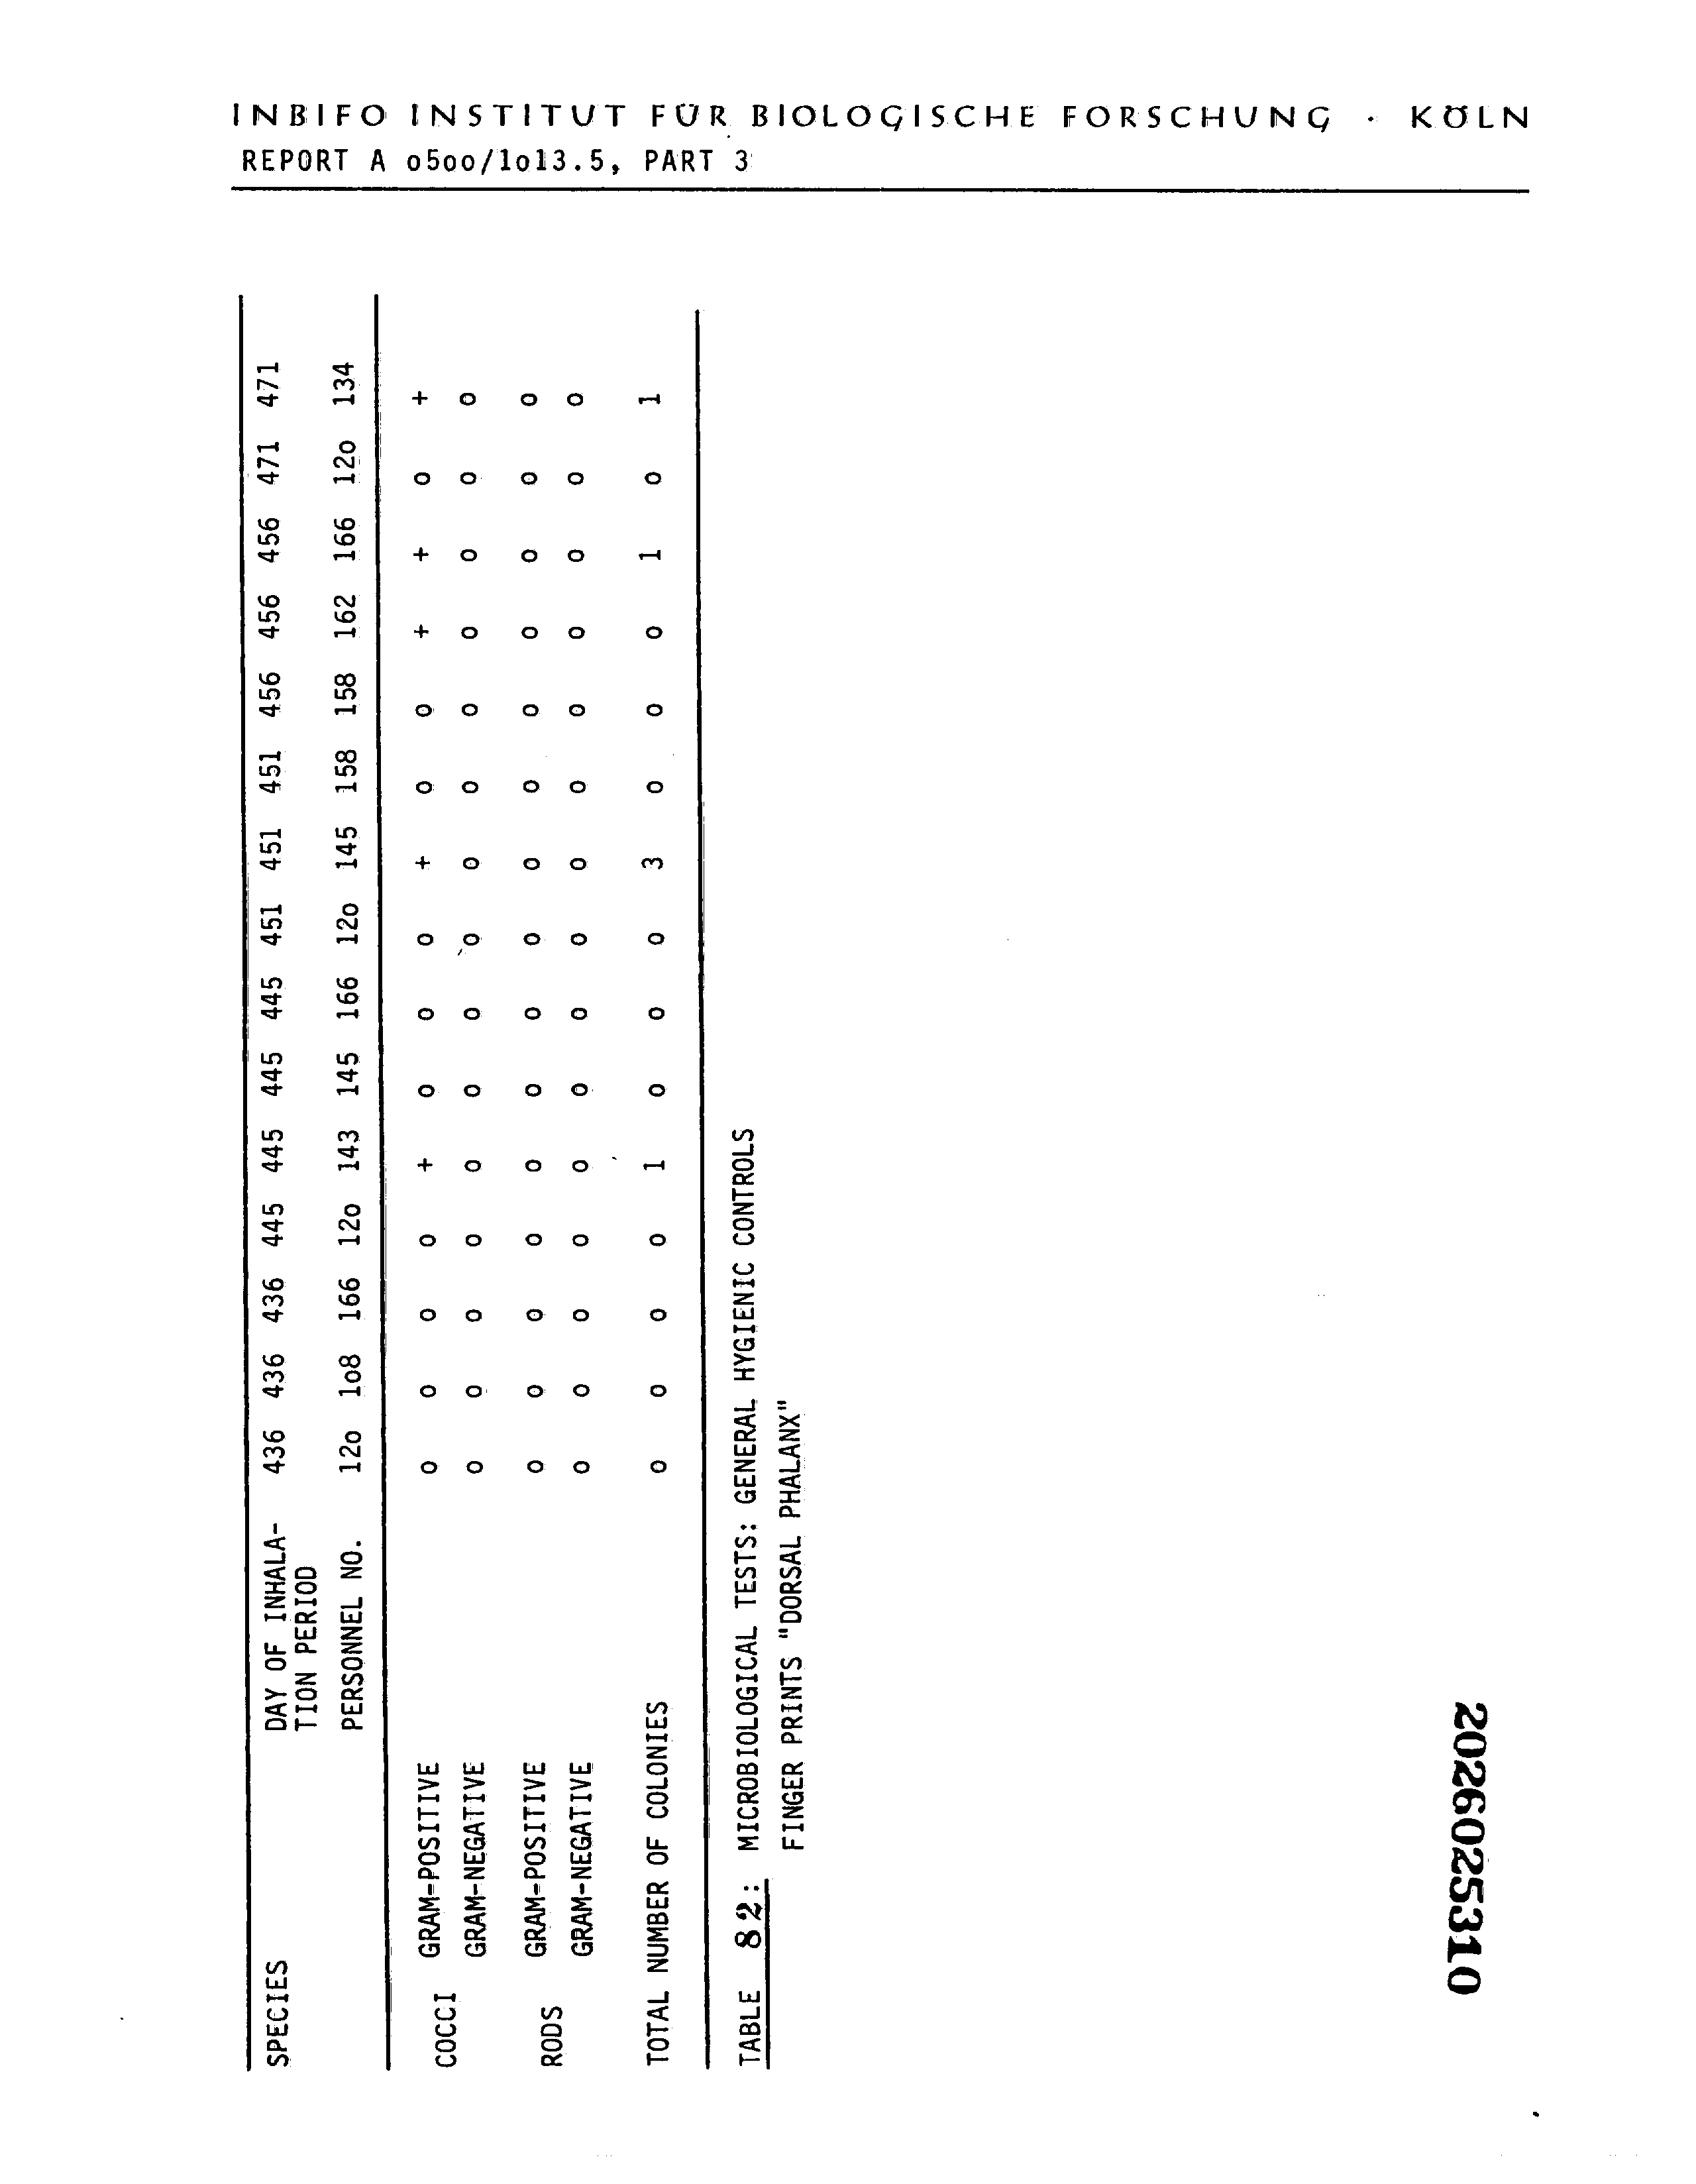 INBIFO INSTITUT FÜR BIOLOGISCHE FORSCHUNG · KÖLN
REPORT A o5oo/1o13.5, PART 3
SPECIES DAY OF INHALA- 436 436 436 445 445 445 445 451 451 451 456 456 456 471 471
TION PERIOD
PERSONNEL NO. 12o 1o8 166 12o 143 145 166 12o 145 158 158 162 166 12o 134
COCCI GRAM-POSITIVE o o o o + o o o + o o + + o +
GRAM-NEGATIVE o o o o o o o o o o o o o o o
RODS GRAM-POSITIVE o o o o o o o o o o o o o o o
GRAM-NEGATIVE o o o o o o o o o o o o o o o
TOTAL NUMBER OF COLONIES o o o o 1 o o o 3 o o o 1 o 1
TABLE 82: MICROBIOLOGICAL TESTS: GENERAL HYGIENIC CONTROLS
FINGER PRINTS "DORSAL PHALANX"
2026025310